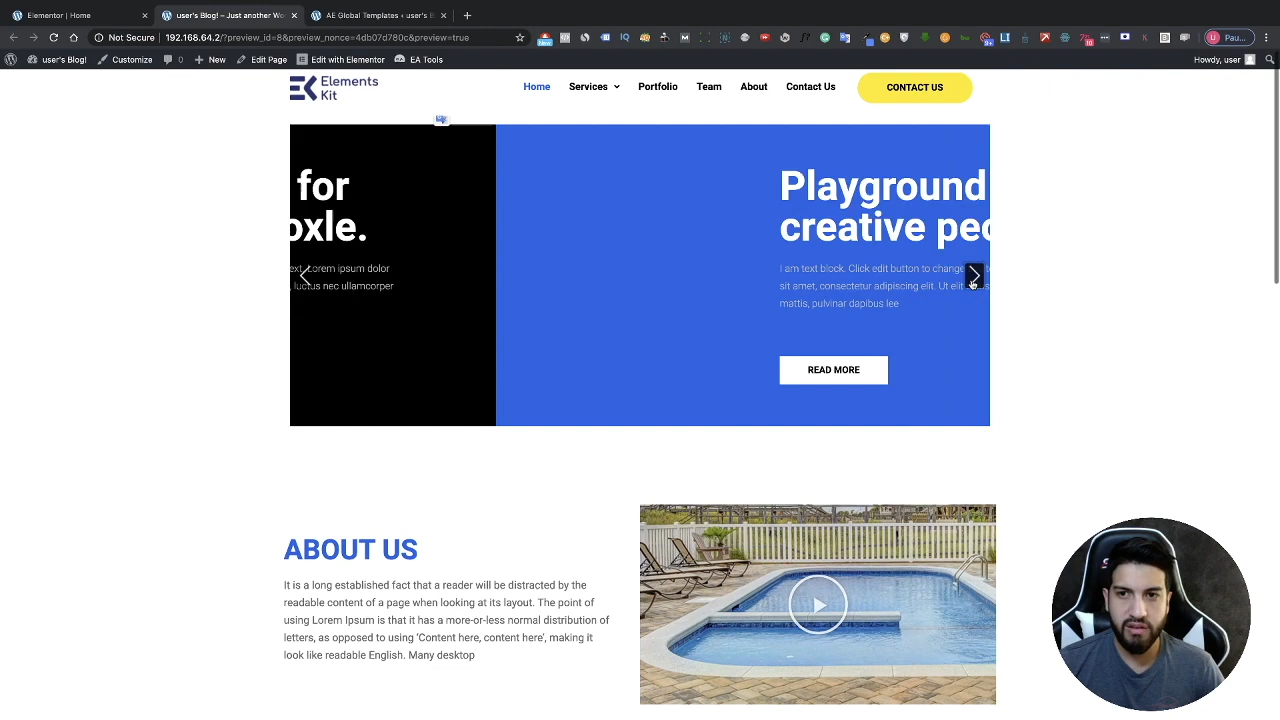 Elementor | Home
user's Blog! – Just another Wo
AE Global Templates ‹ user's B
Not Secure
192.168.64.2/?preview_id=8&preview_nonce=4db07d780c&preview=true
New
9+
10
U
Pau...
user's Blog!
Customize
0
New
Edit Page
Edit with Elementor
EA Tools
Howdy, user
Elements
Kit
Home
Services
Portfolio
Team
About
Contact Us
CONTACT US
for
oxle.
ext. Lorem ipsum dolor
, luctus nec ullamcorper
Playground
creative peo
I am text block. Click edit button to change
sit amet, consectetur adipiscing elit. Ut elit
mattis, pulvinar dapibus lee
READ MORE
ABOUT US
It is a long established fact that a reader will be distracted by the
readable content of a page when looking at its layout. The point of
using Lorem Ipsum is that it has a more-or-less normal distribution of
letters, as opposed to using ‘Content here, content here’, making it
look like readable English. Many desktop